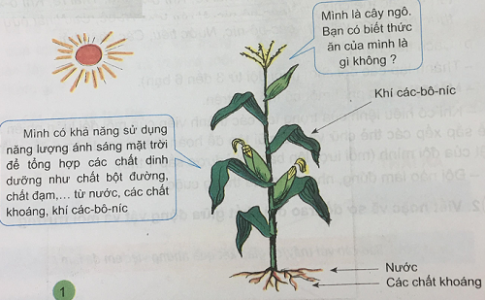 Mình là cây ngô.
Bạn có biết thức
ăn của mình là
gì không ?
Khí các-bô-níc
Mình có khả năng sử dụng
năng lượng ánh sáng mặt trời
để tổng hợp các chất dinh
dưỡng như chất bột đường,
chất đạm,... từ nước, các chất
khoáng, khí các-bô-níc
Nước
Các chất khoáng
1